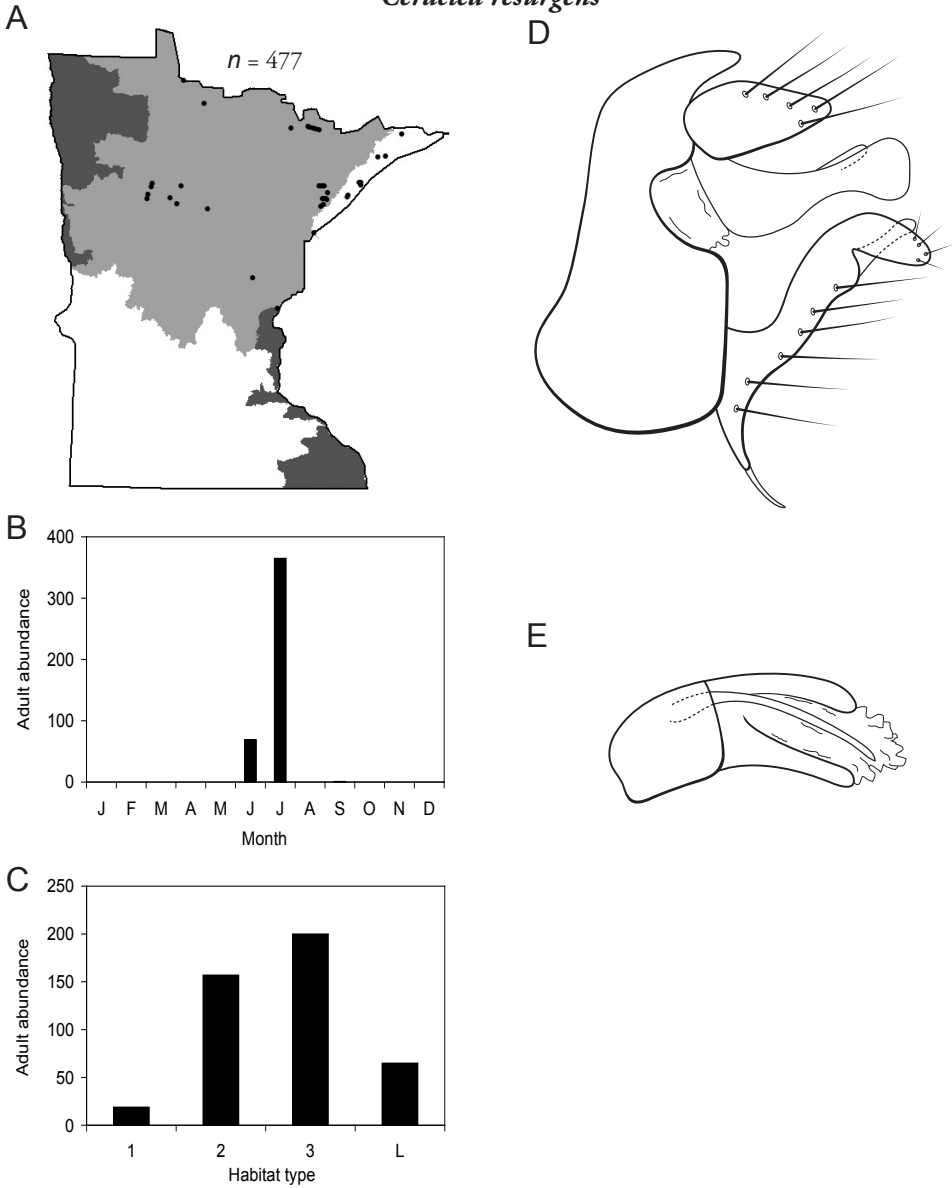 Ceraclea resurgens
A
n = 477
D
B
400
300
200
100
0
Adult abundance
J F M A M J J A S O N D
Month
E
C
250
200
150
100
50
0
Adult abundance
1 2 3 L
Habitat type